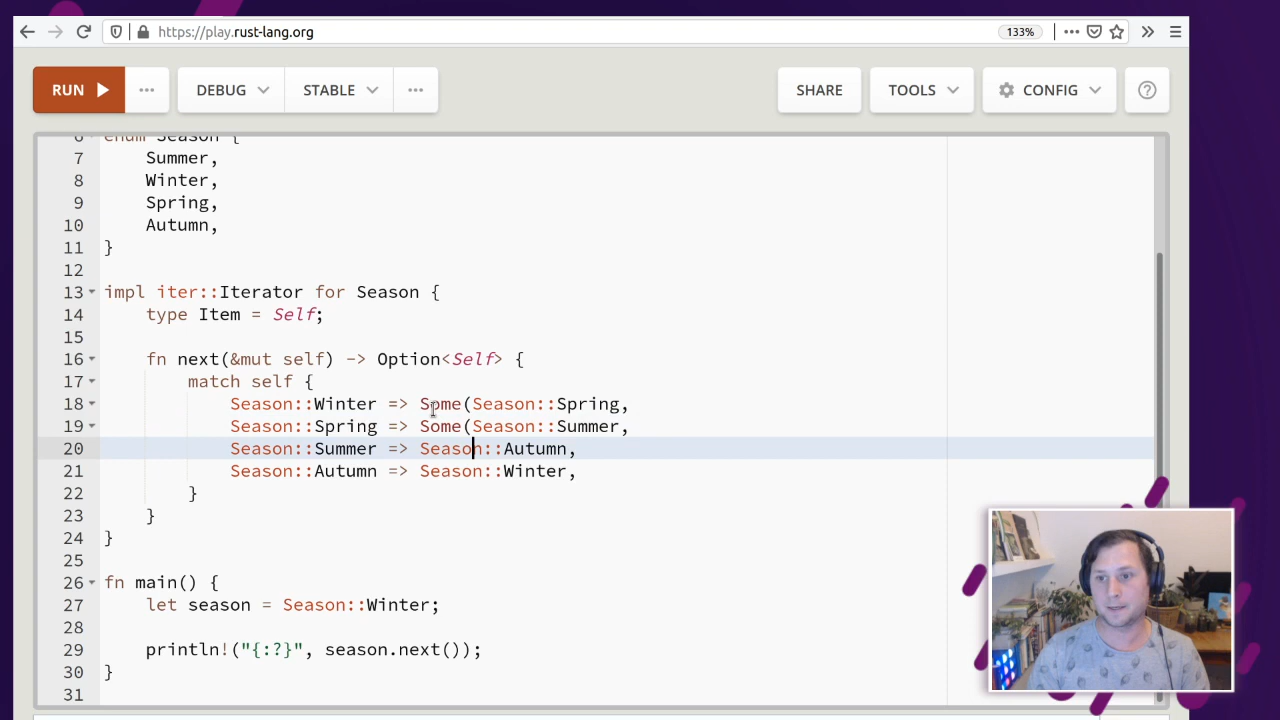 https://play.rust-lang.org
133%
RUN
DEBUG
STABLE
SHARE
TOOLS
CONFIG
6 enum Season {
7 Summer,
8 Winter,
9 Spring,
10 Autumn,
11 }
12
13 impl iter::Iterator for Season {
14 type Item = Self;
15
16 fn next(&mut self) -> Option<Self> {
17 match self {
18 Season::Winter => Some(Season::Spring,
19 Season::Spring => Some(Season::Summer,
20 Season::Summer => Season::Autumn,
21 Season::Autumn => Season::Winter,
22 }
23 }
24 }
25
26 fn main() {
27 let season = Season::Winter;
28
29 println!("{:?}", season.next());
30 }
31